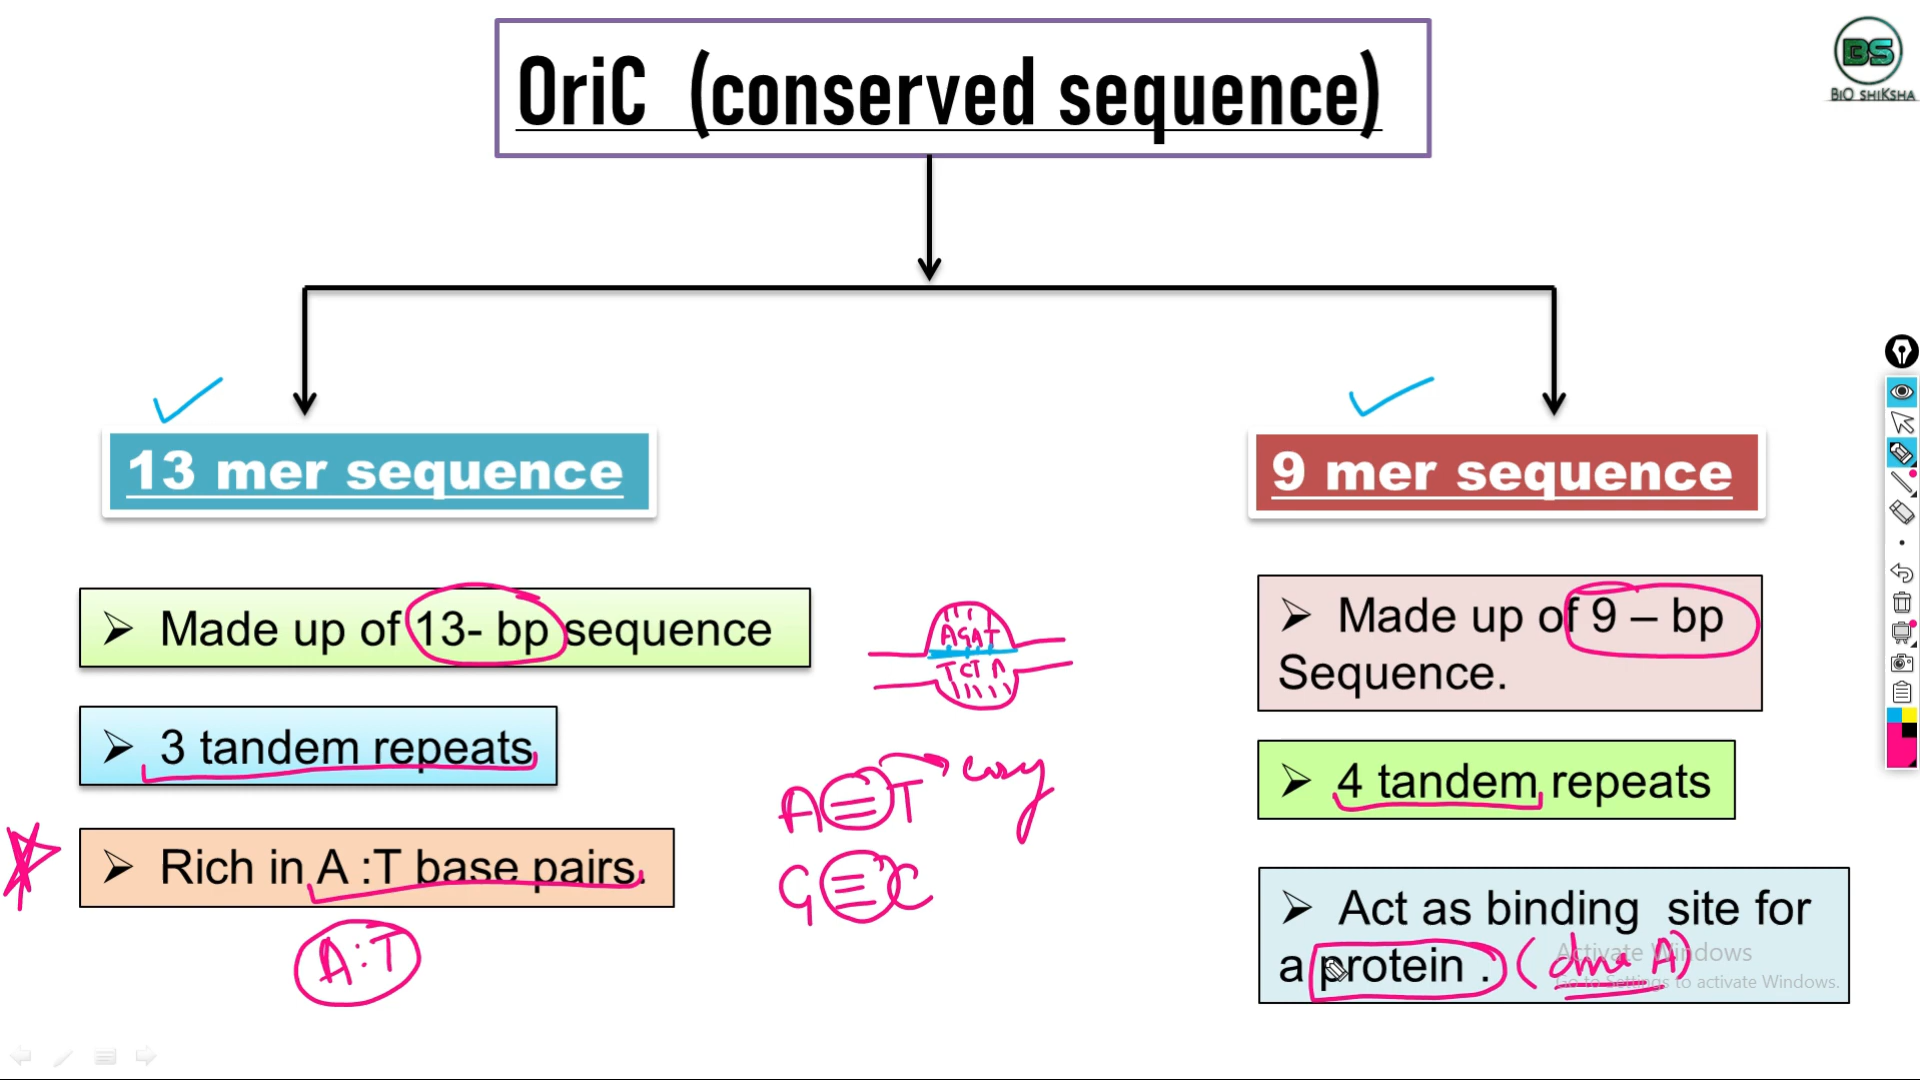 OriC (conserved sequence)
BS
BiO SHiKSHA
13 mer sequence
9 mer sequence
➢ Made up of 13- bp sequence
➢ 3 tandem repeats
➢ Rich in A :T base pairs.
A:T
AGAT
TCTA
A=T → easy
G≡C
➢ Made up of 9 – bp
Sequence.
➢ 4 tandem repeats
➢ Act as binding site for
a protein . (dna A)
Activate Windows
Go to Settings to activate Windows.